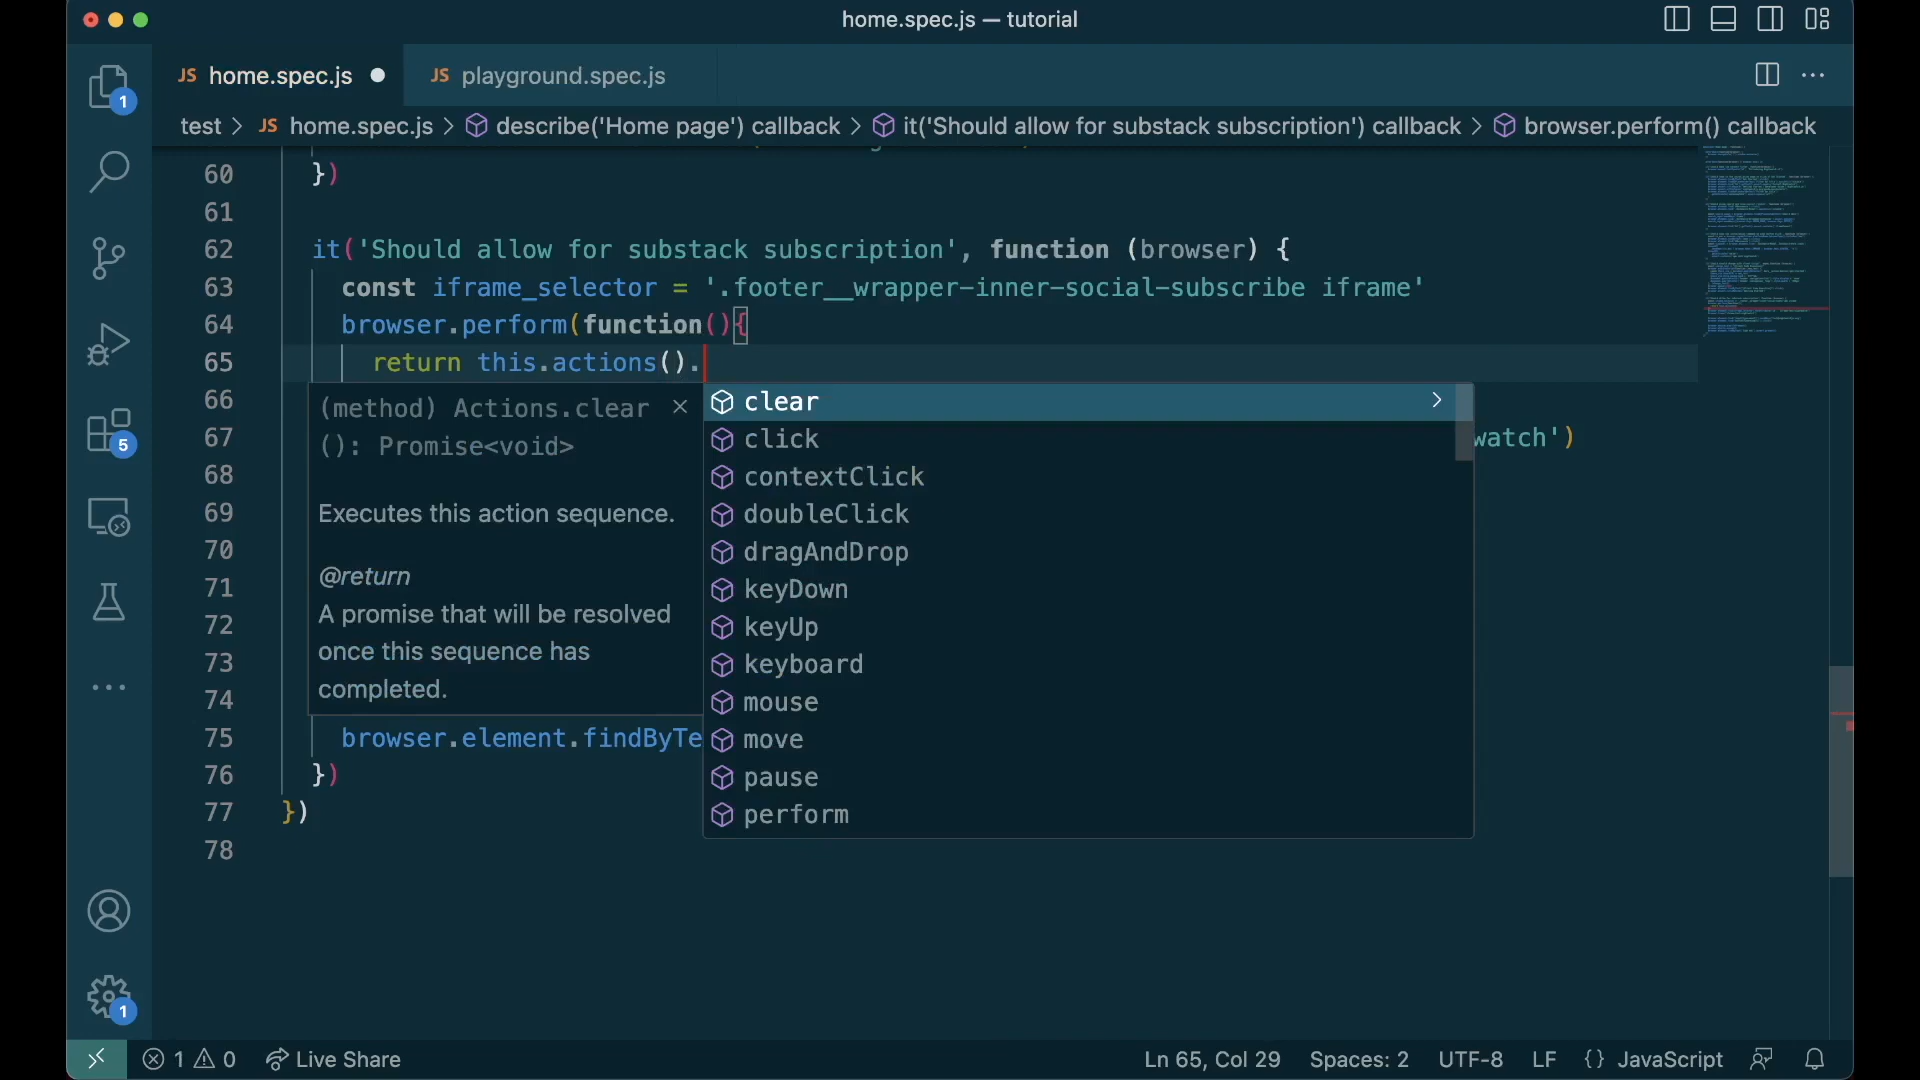 home.spec.js — tutorial
JS home.spec.js
JS playground.spec.js
test > JS home.spec.js > describe('Home page') callback > it('Should allow for substack subscription') callback > browser.perform() callback
60 })
61
62 it('Should allow for substack subscription', function (browser) {
63 const iframe_selector = '.footer__wrapper-inner-social-subscribe iframe'
64 browser.perform(function(){
65 return this.actions().
66
67 watch')
68
69
70
71
72
73
74
75 browser.element.findByTe
76 })
77 })
78
(method) Actions.clear
(): Promise<void>
Executes this action sequence.
@return
A promise that will be resolved
once this sequence has
completed.
clear
click
contextClick
doubleClick
dragAndDrop
keyDown
keyUp
keyboard
mouse
move
pause
perform
1
5
1
1 0 Live Share
Ln 65, Col 29 Spaces: 2 UTF-8 LF {} JavaScript